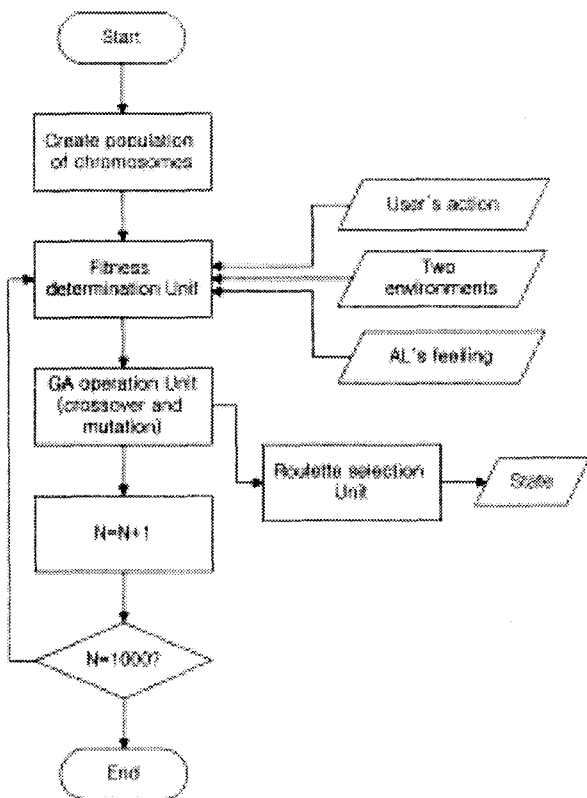 Start
Create population
of chromosomes
User's action
Fitness
determination Unit
Two
environments
AL's feelling
GA operation Unit
(crossover and
mutation)
Roulette selection
Unit
State
N=N+1
N=1000?
End